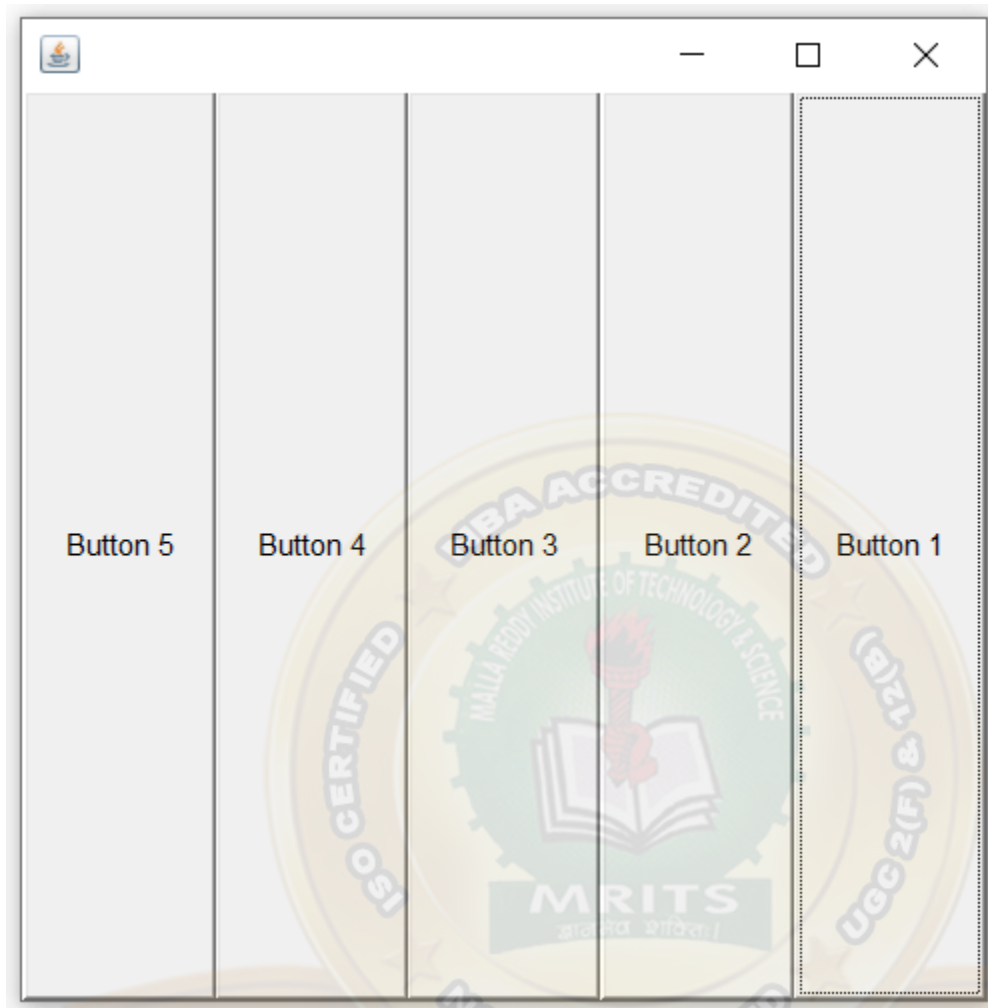 Button 5 Button 4 Button 3 Button 2 Button 1
NBA ACCREDITED
MALLA REDDY INSTITUTE OF TECHNOLOGY & SCIENCE
ISO CERTIFIED
UGC 2(F) & 12(B)
MRITS